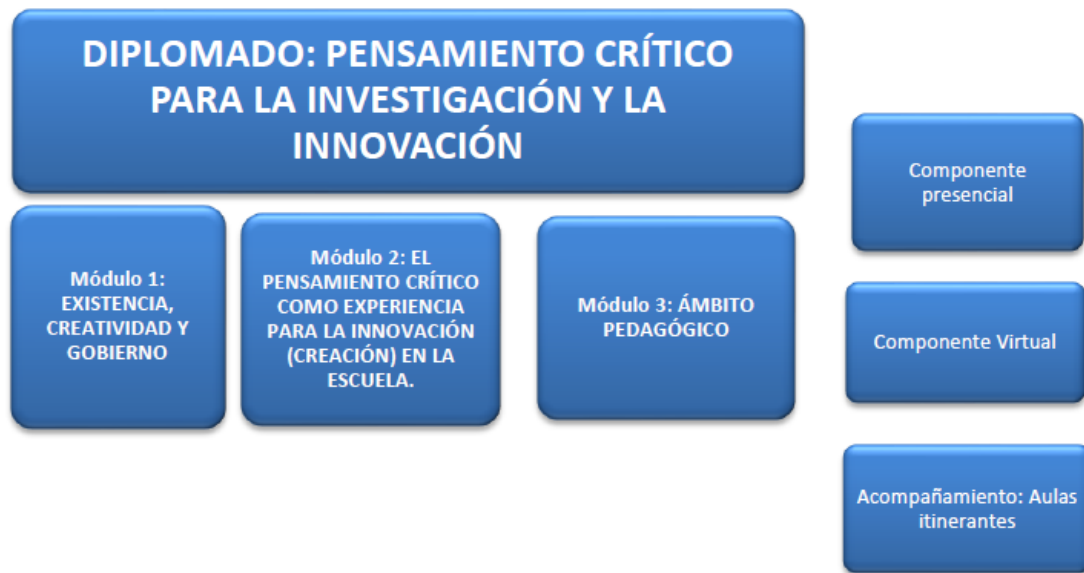 DIPLOMADO: PENSAMIENTO CRÍTICO
PARA LA INVESTIGACIÓN Y LA
INNOVACIÓN
Módulo 1:
EXISTENCIA,
CREATIVIDAD Y
GOBIERNO
Módulo 2: EL
PENSAMIENTO CRÍTICO
COMO EXPERIENCIA
PARA LA INNOVACIÓN
(CREACIÓN) EN LA
ESCUELA.
Módulo 3: ÁMBITO
PEDAGÓGICO
Componente
presencial
Componente Virtual
Acompañamiento: Aulas
itinerantes